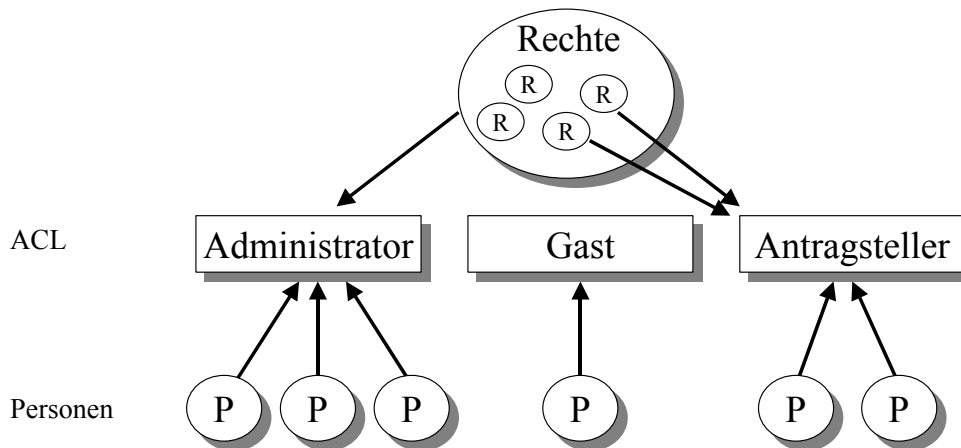 Rechte
R
R
R
R
ACL
Administrator
Gast
Antragsteller
Personen
P
P
P
P
P
P